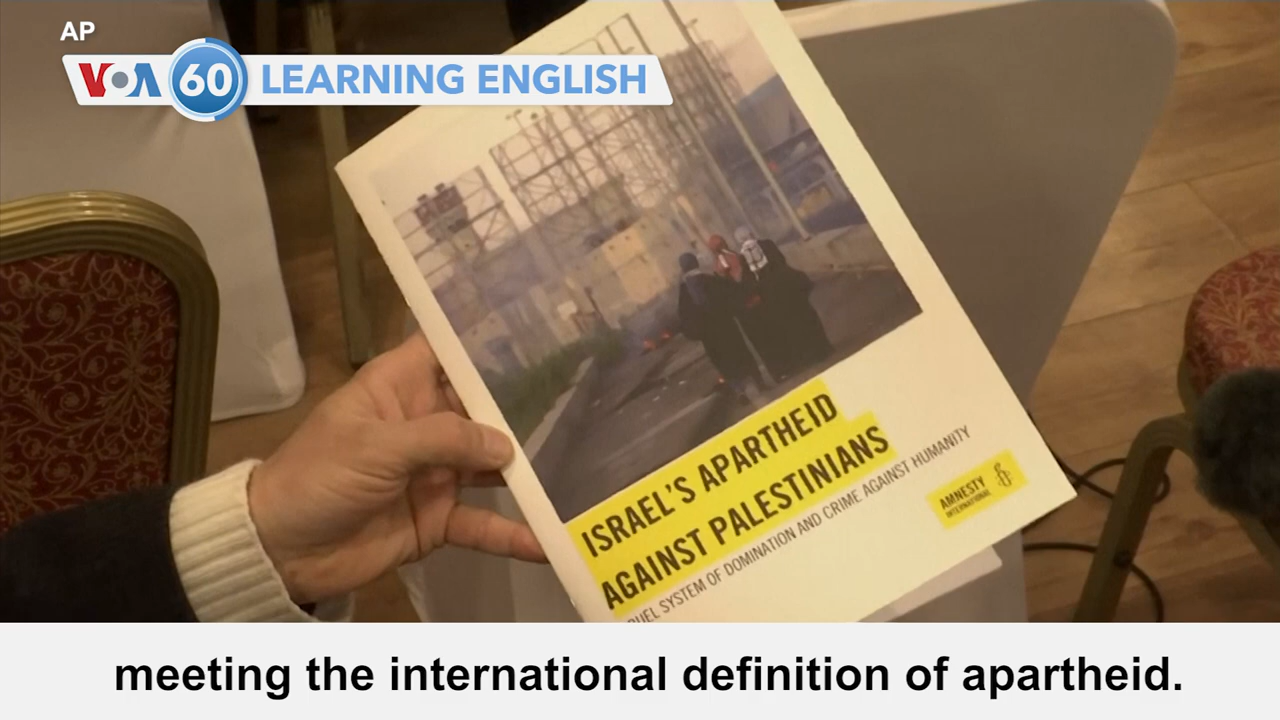 AP
VOA 60 LEARNING ENGLISH
ISRAEL'S APARTHEID
AGAINST PALESTINIANS
SYSTEM OF DOMINATION AND CRIME AGAINST HUMANITY
AMNESTY
INTERNATIONAL
meeting the international definition of apartheid.